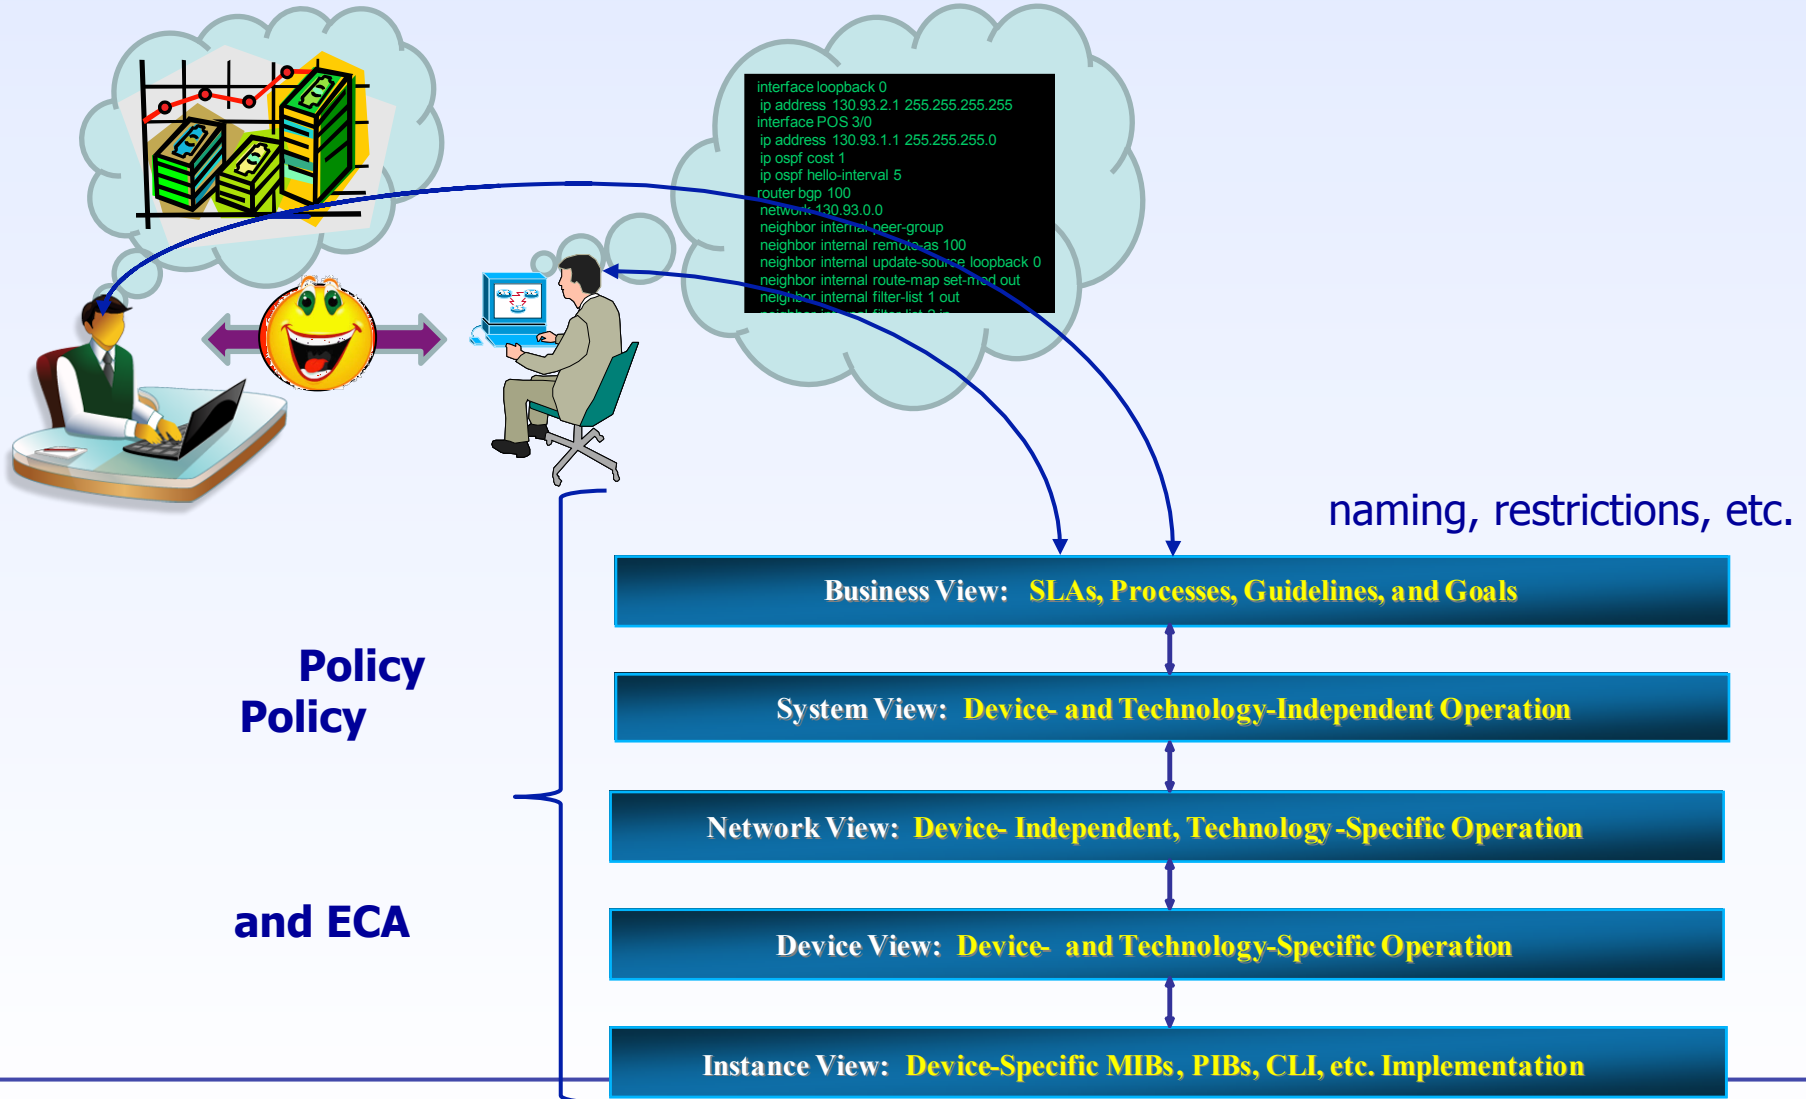 interface loopback 0
ip address 130.93.2.1 255.255.255.255
interface POS 3/0
ip address 130.93.1.1 255.255.255.0
ip ospf cost 1
ip ospf hello-interval 5
router bgp 100
network 130.93.0.0
neighbor internal peer-group
neighbor internal remote-as 100
neighbor internal update-source loopback 0
neighbor internal route-map set-med out
neighbor internal filter-list 1 out
neighbor internal filter-list 2 in
naming, restrictions, etc.
Business View: SLAs, Processes, Guidelines, and Goals
Policy
Policy
System View: Device- and Technology-Independent Operation
Network View: Device- Independent, Technology-Specific Operation
and ECA
Device View: Device- and Technology-Specific Operation
Instance View: Device-Specific MIBs, PIBs, CLI, etc. Implementation